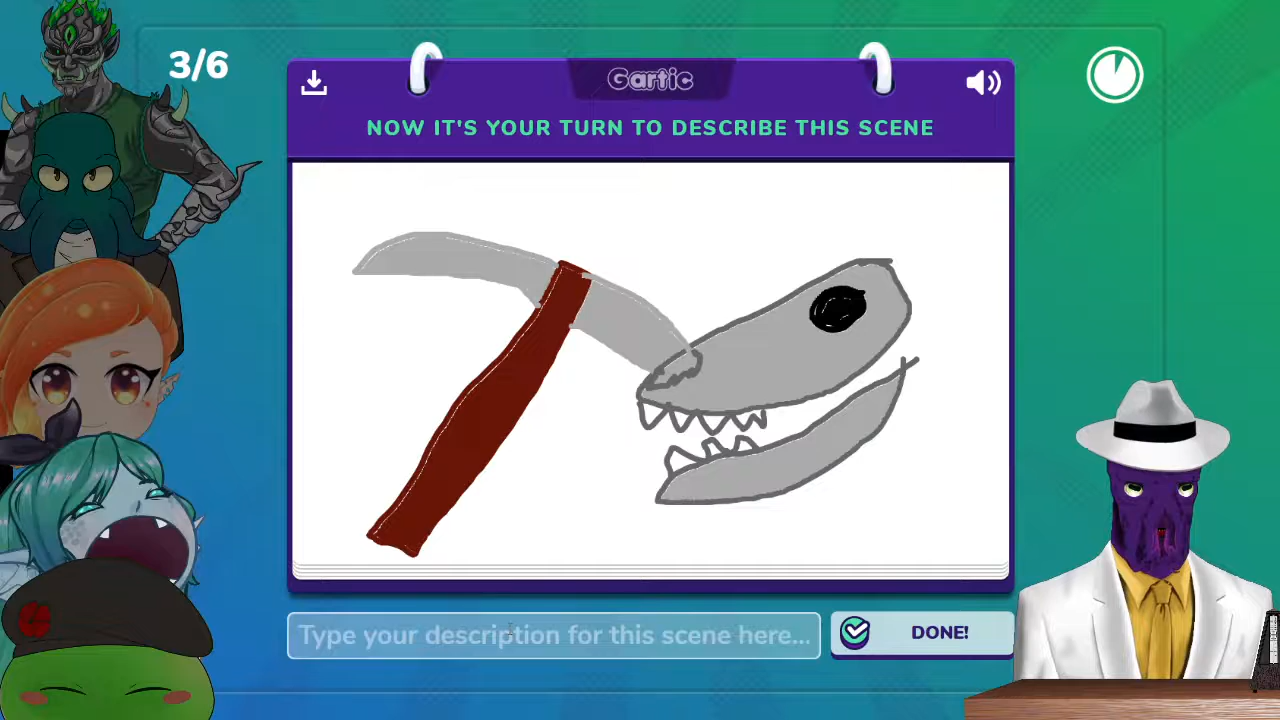 3/6
Gartic
NOW IT'S YOUR TURN TO DESCRIBE THIS SCENE
Type your description for this scene here...
DONE!